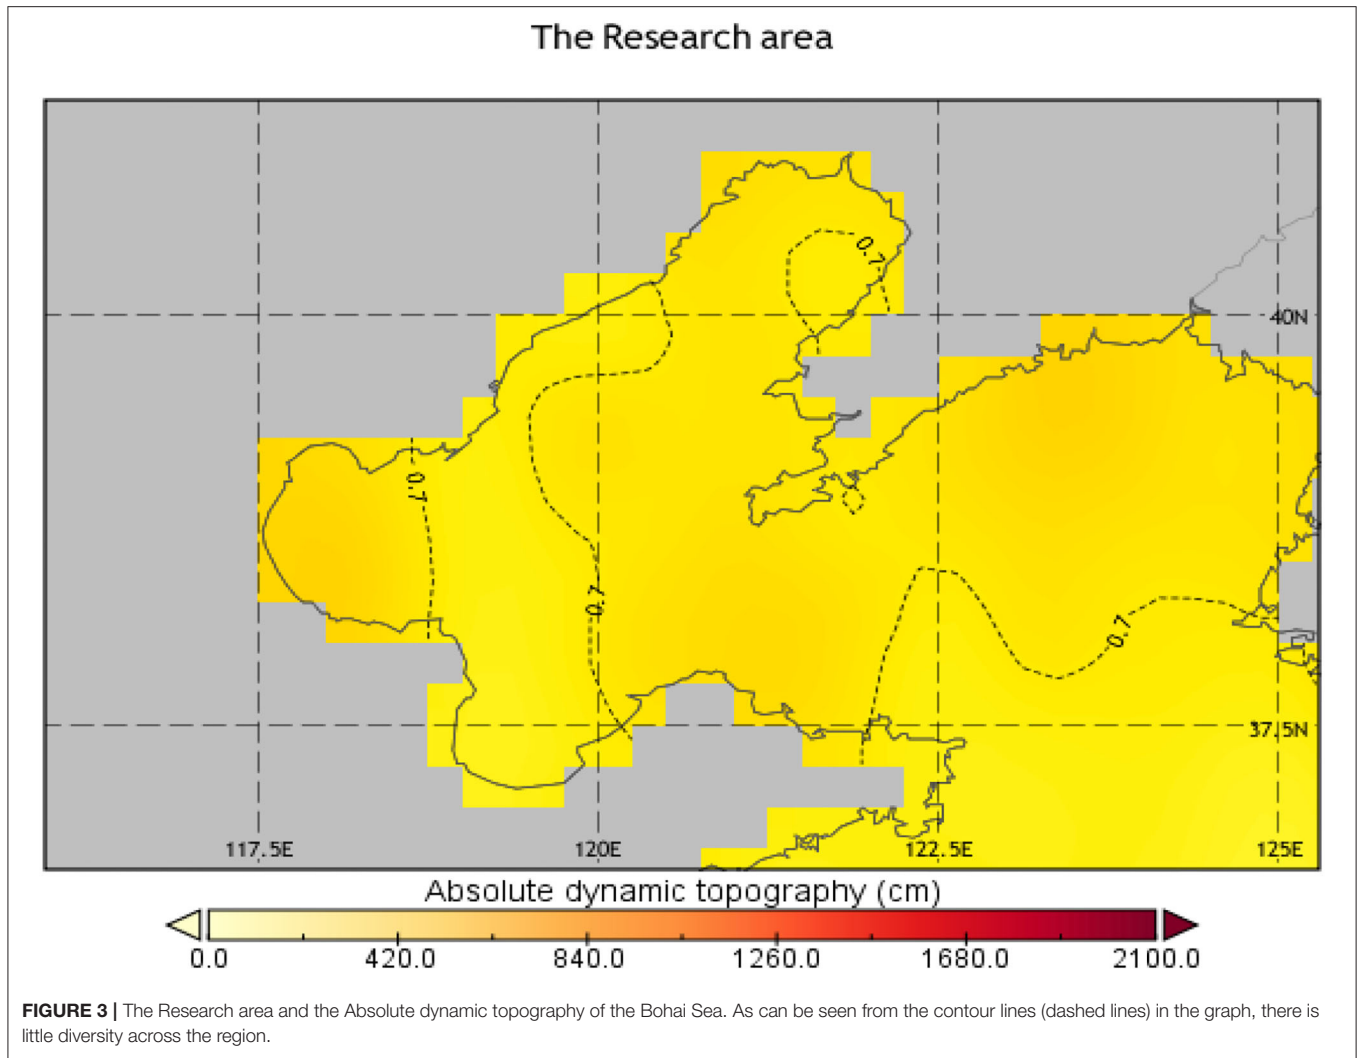 The Research area
0.7
40N
0.7
0.7
0.7
37.5N
117.5E 120E 122.5E 125E
Absolute dynamic topography (cm)
0.0 420.0 840.0 1260.0 1680.0 2100.0
FIGURE 3 | The Research area and the Absolute dynamic topography of the Bohai Sea. As can be seen from the contour lines (dashed lines) in the graph, there is
little diversity across the region.